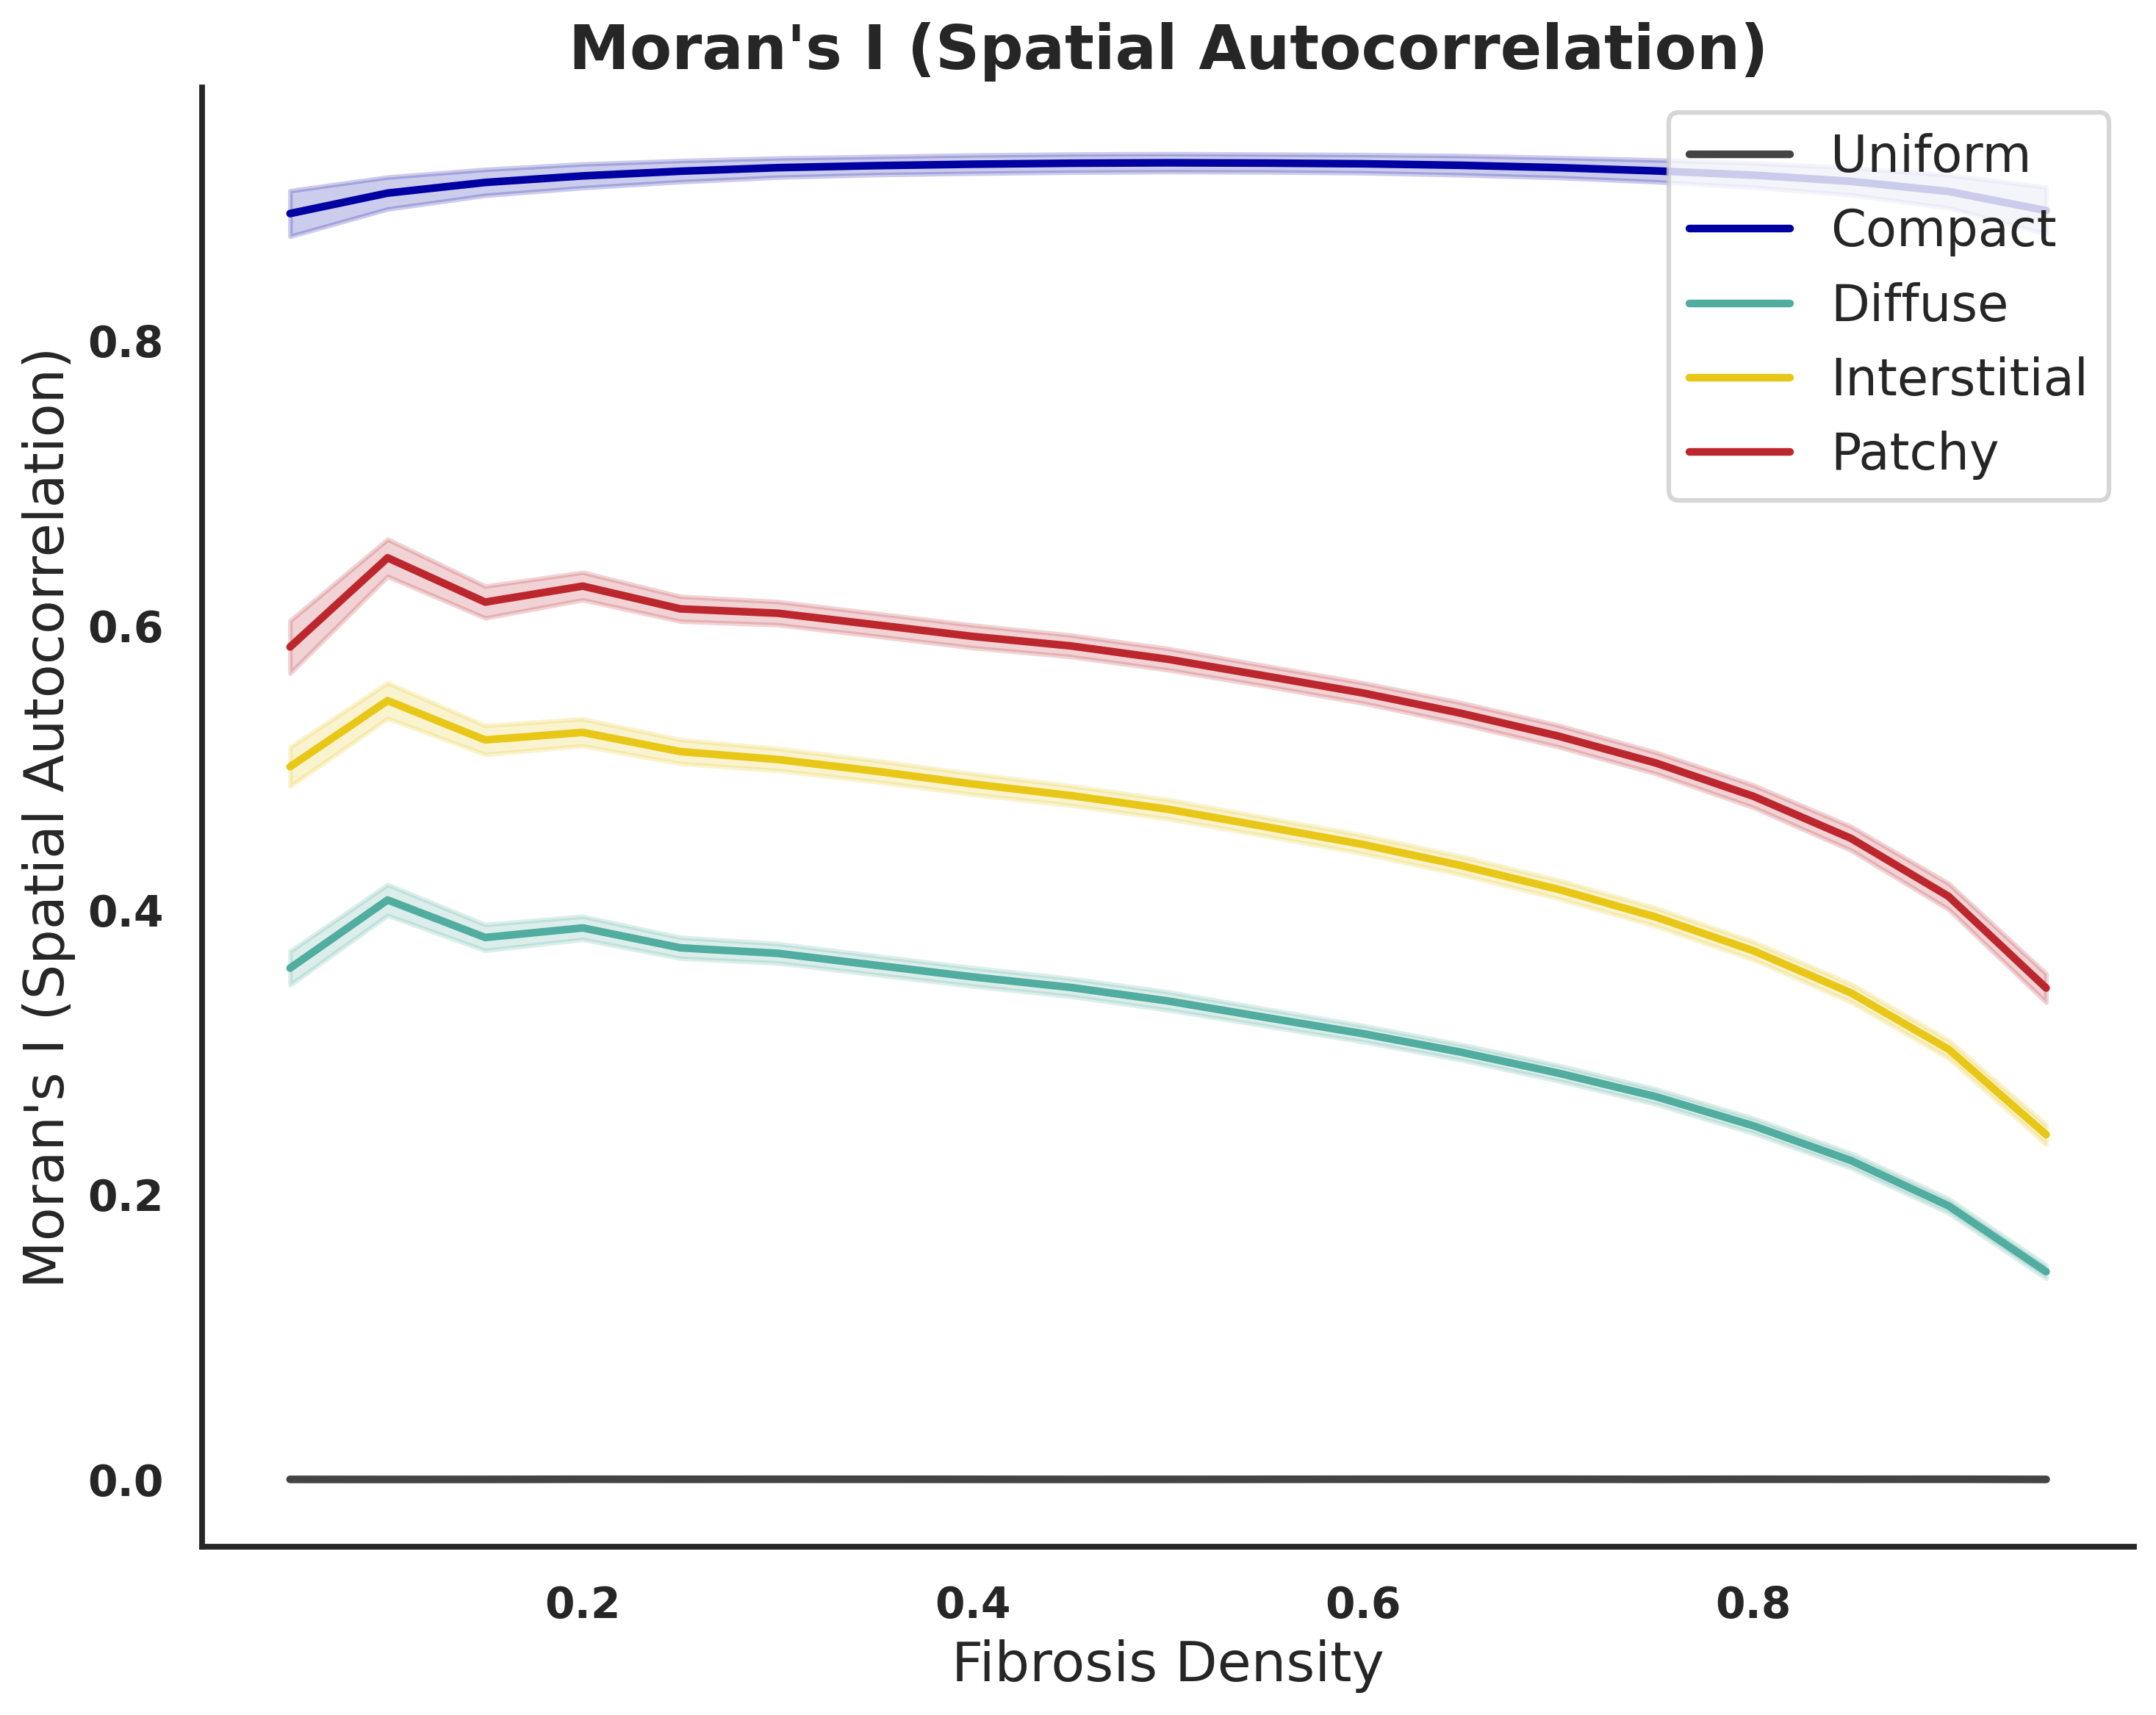 Moran's I (Spatial Autocorrelation)
Uniform
Compact
Diffuse
Interstitial
Patchy
Moran's I (Spatial Autocorrelation)
0.8
0.6
0.4
0.2
0.0
0.2 0.4 0.6 0.8
Fibrosis Density